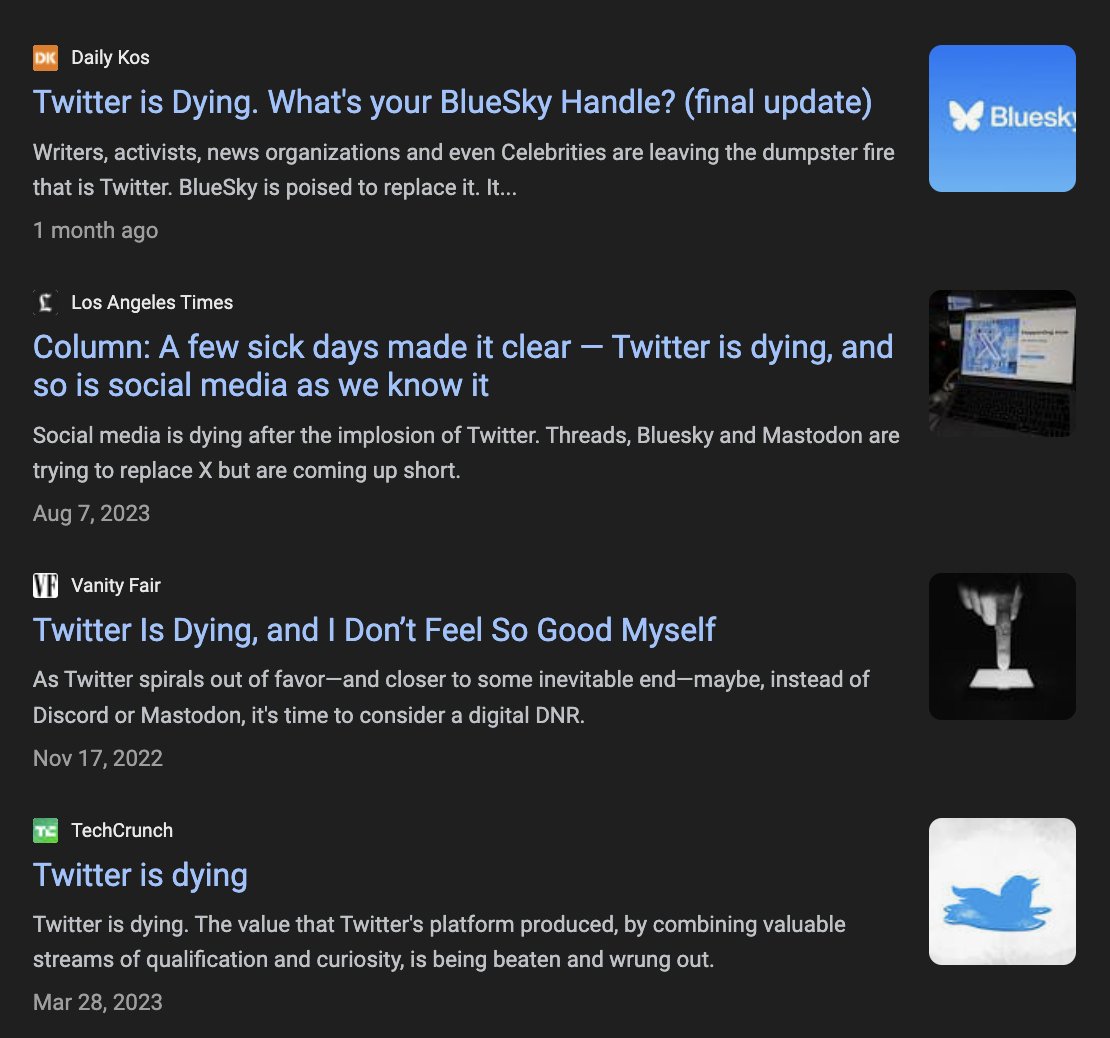 DK Daily Kos
Twitter is Dying. What's your BlueSky Handle? (final update)
Writers, activists, news organizations and even Celebrities are leaving the dumpster fire
that is Twitter. BlueSky is poised to replace it. It...
1 month ago
Bluesky
Los Angeles Times
Column: A few sick days made it clear — Twitter is dying, and
so is social media as we know it
Social media is dying after the implosion of Twitter. Threads, Bluesky and Mastodon are
trying to replace X but are coming up short.
Aug 7, 2023
VF Vanity Fair
Twitter Is Dying, and I Don’t Feel So Good Myself
As Twitter spirals out of favor—and closer to some inevitable end—maybe, instead of
Discord or Mastodon, it's time to consider a digital DNR.
Nov 17, 2022
TC TechCrunch
Twitter is dying
Twitter is dying. The value that Twitter's platform produced, by combining valuable
streams of qualification and curiosity, is being beaten and wrung out.
Mar 28, 2023